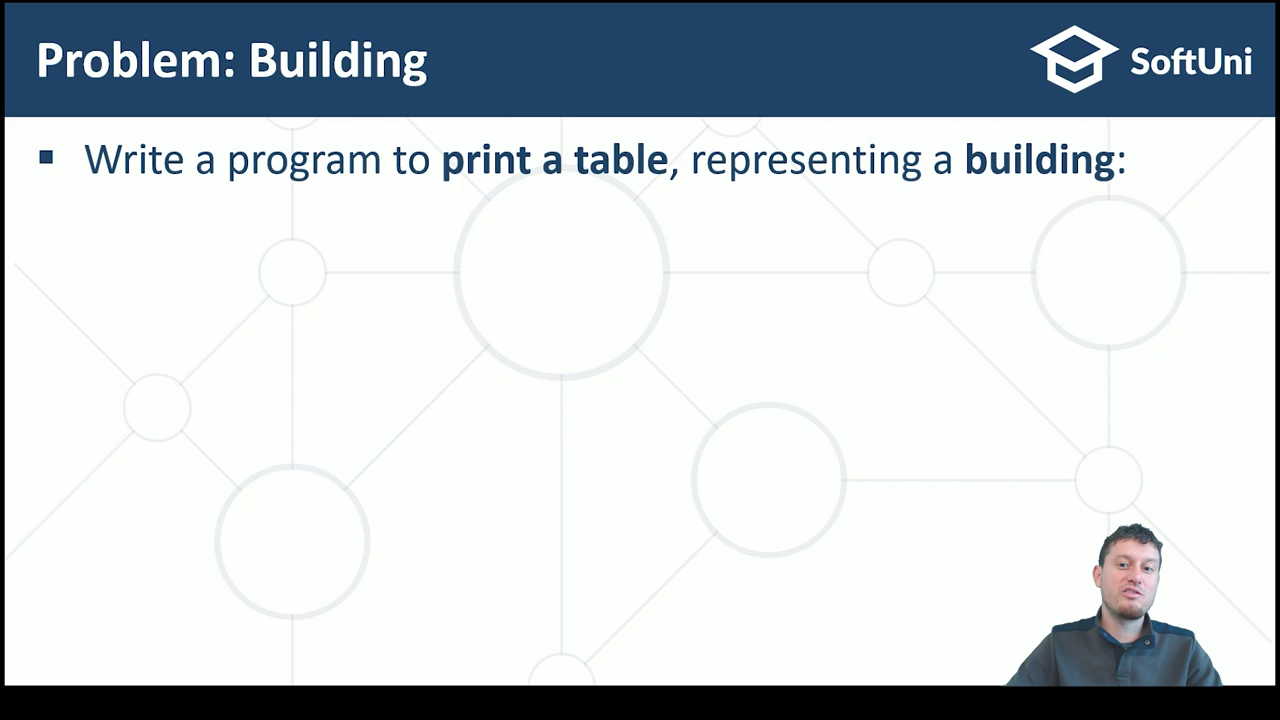 Problem: Building
SoftUni
▪ Write a program to print a table, representing a building: